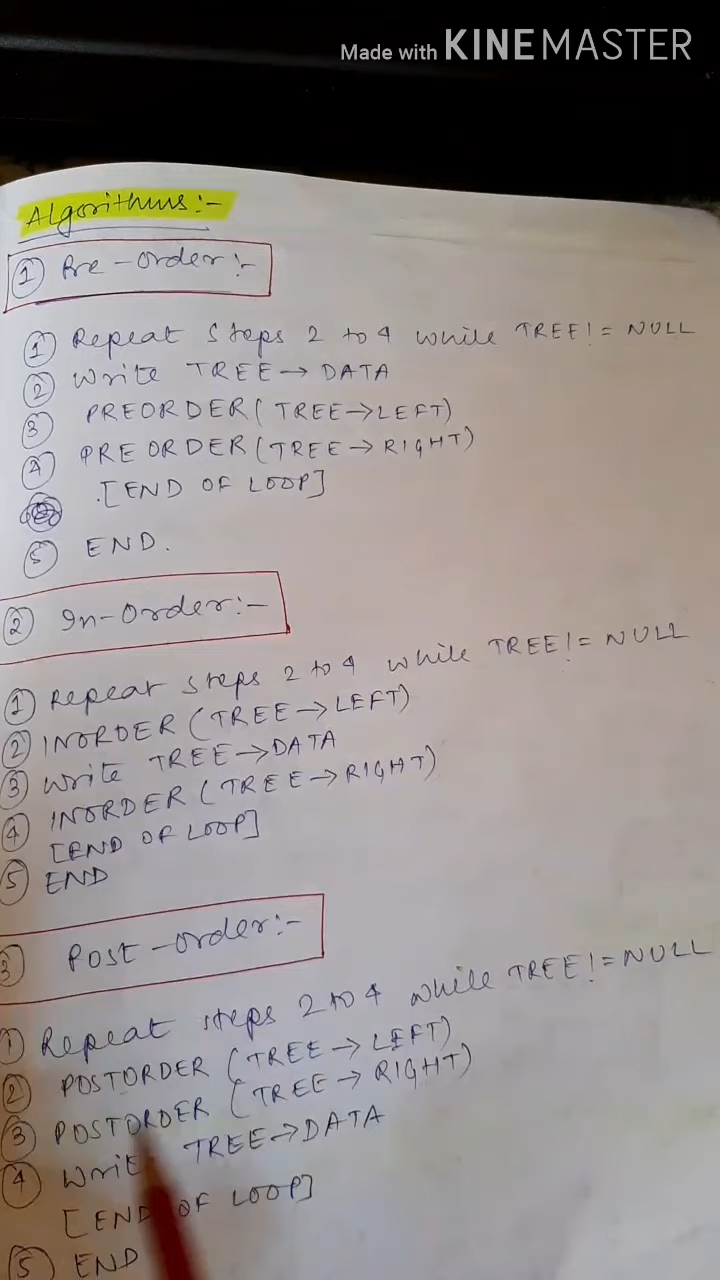 Made with KINEMASTER
Algorithms:-
① Pre-order:-
① Repeat steps 2 to 4 while TREE!= NULL
② Write TREE→DATA
③ PREORDER(TREE→LEFT)
④ PREORDER(TREE→RIGHT)
.[END OF LOOP]
⑤ END.
② In-order:-
① Repeat steps 2 to 4 while TREE!= NULL
② INORDER(TREE→LEFT)
③ Write TREE→DATA
④ INORDER(TREE→RIGHT)
[END OF LOOP]
⑤ END
③ Post-order:-
① Repeat steps 2 to 4 while TREE!= NULL
② POSTORDER(TREE→LEFT)
③ POSTORDER(TREE→RIGHT)
④ Write TREE→DATA
[END OF LOOP]
⑤ END